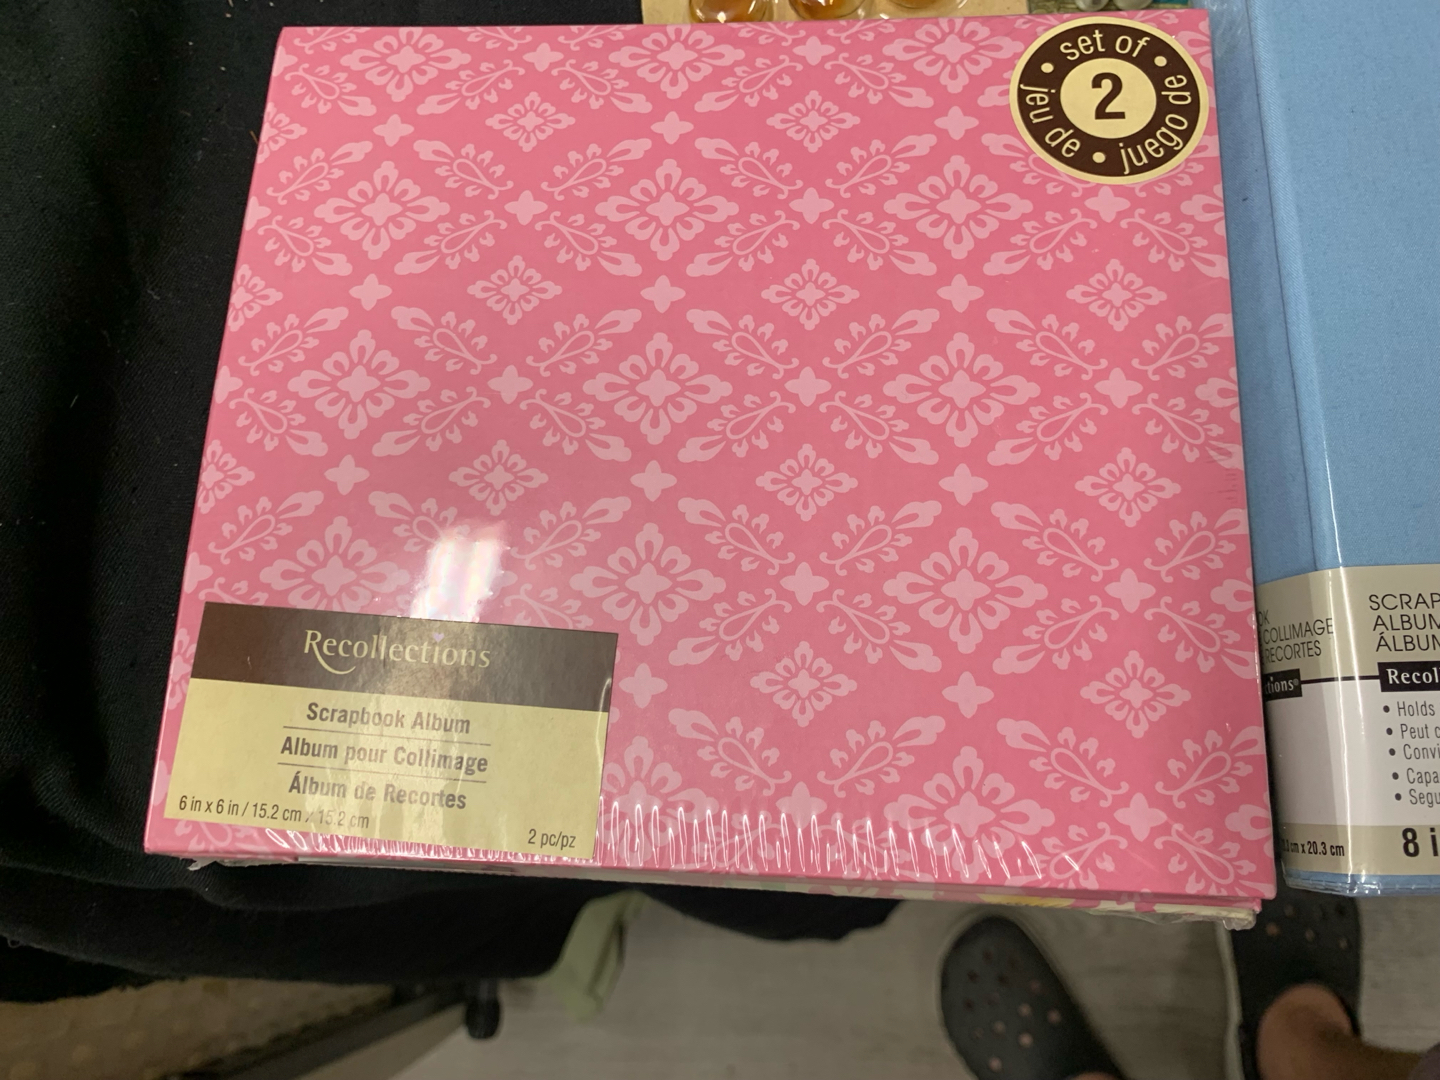 set of
2
jeu de • juego de
Recollections
Scrapbook Album
Album pour Collimage
Álbum de Recortes
6 in x 6 in / 15.2 cm x 15.2 cm
2 pc/pz
COLLIMAGE
RECORTES
SCRAP
ALBUM
ÁLBUM
Recol
• Holds
• Peut
• Convi
• Capa
• Segu
cm x 20.3 cm
8 i